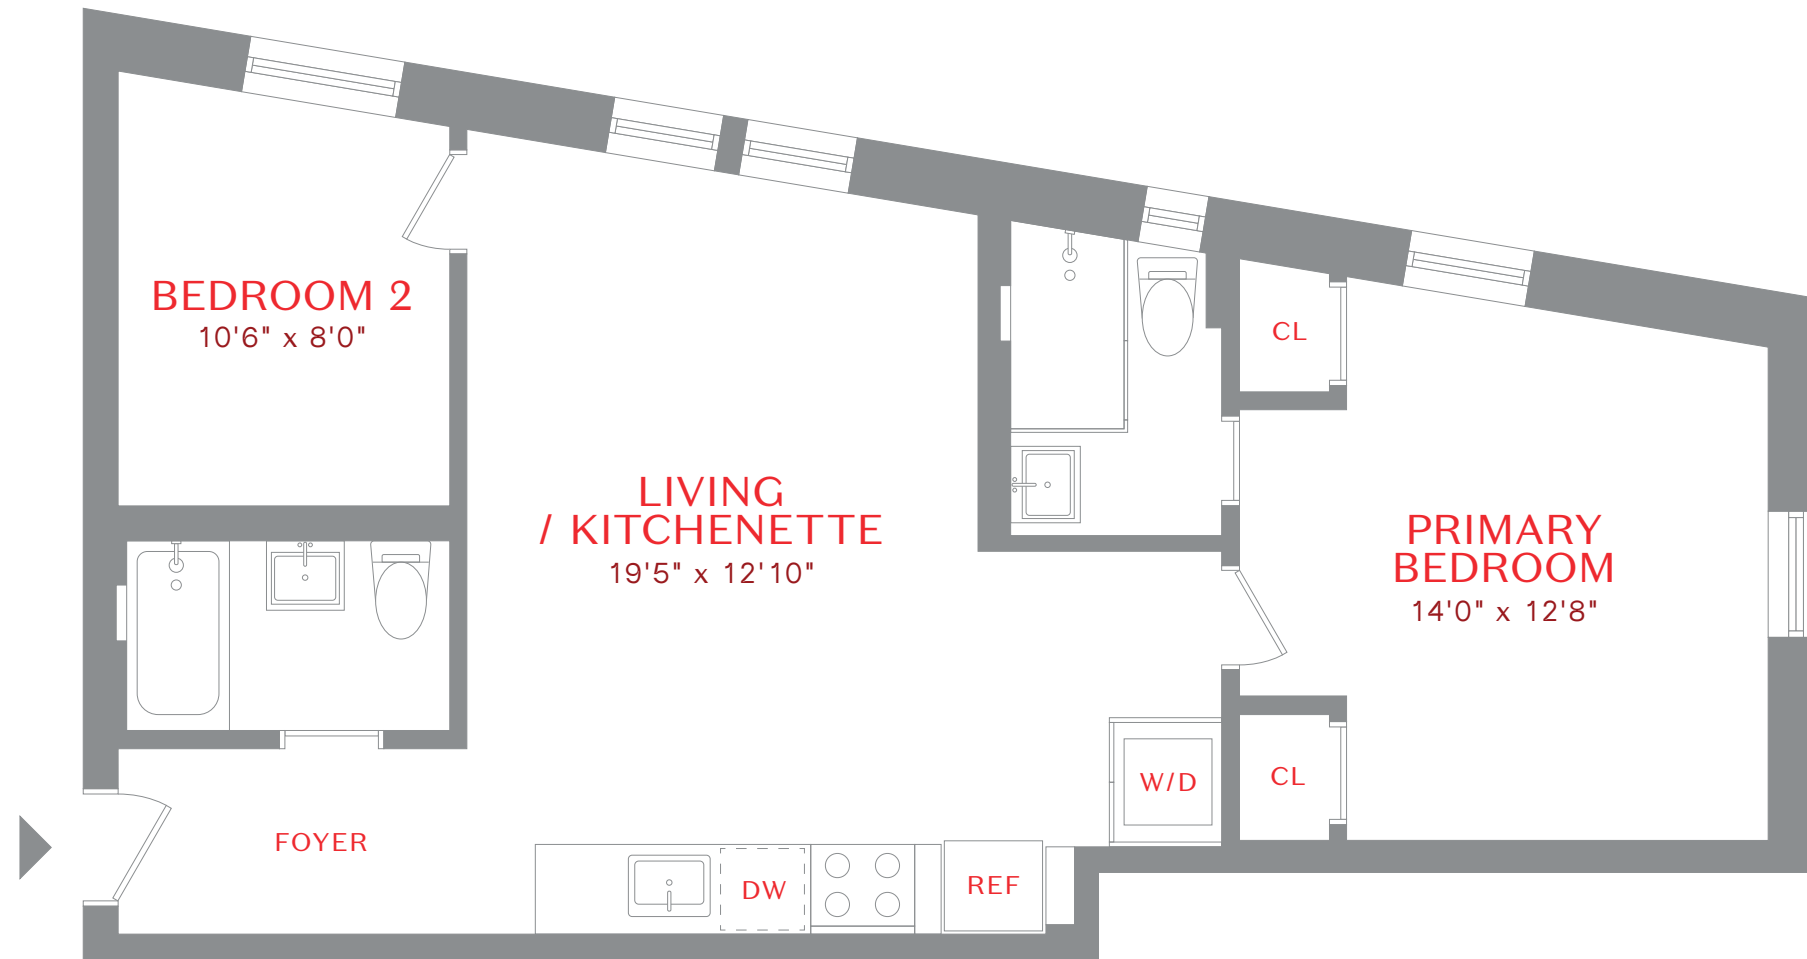 BEDROOM 2
10'6" x 8'0"
CL
LIVING
/ KITCHENETTE
19'5" x 12'10"
PRIMARY
BEDROOM
14'0" x 12'8"
W/D
CL
FOYER
DW
REF